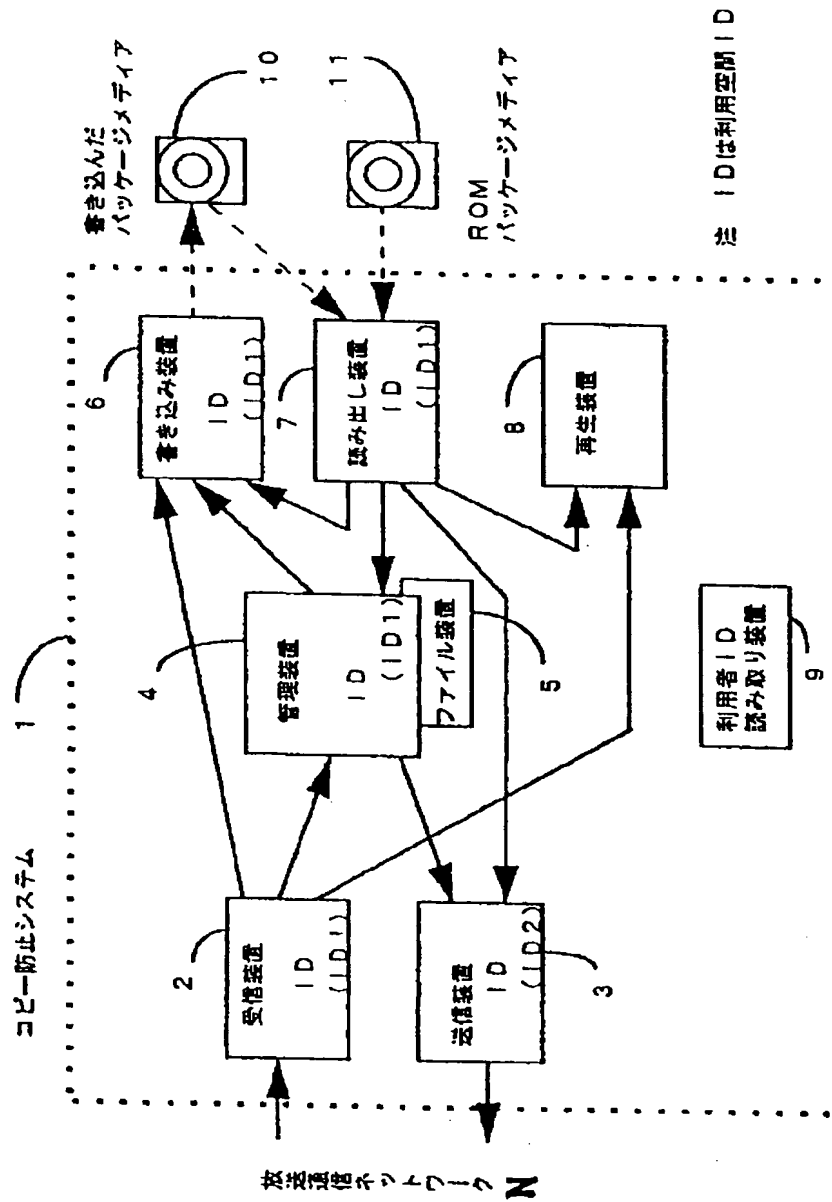 コピー防止システム
1
放送通信ネットワーク
N
2
受信装置
ID
(ID1)
送信装置
ID
(ID2)
3
4
管理装置
ID
(ID1)
ファイル装置
5
6
書き込み装置
ID
(ID1)
7
読み出し装置
ID
(ID1)
8
再生装置
利用者ID
読み取り装置
9
書き込んだ
パッケージメディア
10
11
ROM
パッケージメディア
注 IDは利用空間ID